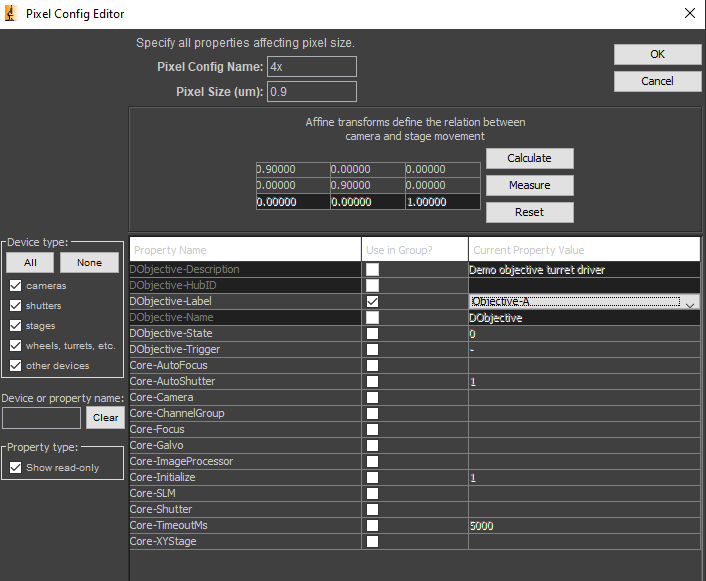 Pixel Config Editor
Specify all properties affecting pixel size.
Pixel Config Name: 4x
Pixel Size (um): 0.9
OK
Cancel
Affine transforms define the relation between
camera and stage movement
0.90000 0.00000 0.00000
0.00000 0.90000 0.00000
0.00000 0.00000 1.00000
Calculate
Measure
Reset
Device type:
All None
cameras
shutters
stages
wheels, turrets, etc.
other devices
Device or property name:
Clear
Property type:
Show read-only
Property Name Use in Group? Current Property Value
DObjective-Description Demo objective turret driver
DObjective-HubID
DObjective-Label Objective-A
DObjective-Name DObjective
DObjective-State 0
DObjective-Trigger -
Core-AutoFocus
Core-AutoShutter 1
Core-Camera
Core-ChannelGroup
Core-Focus
Core-Galvo
Core-ImageProcessor
Core-Initialize 1
Core-SLM
Core-Shutter
Core-TimeoutMs 5000
Core-XYStage